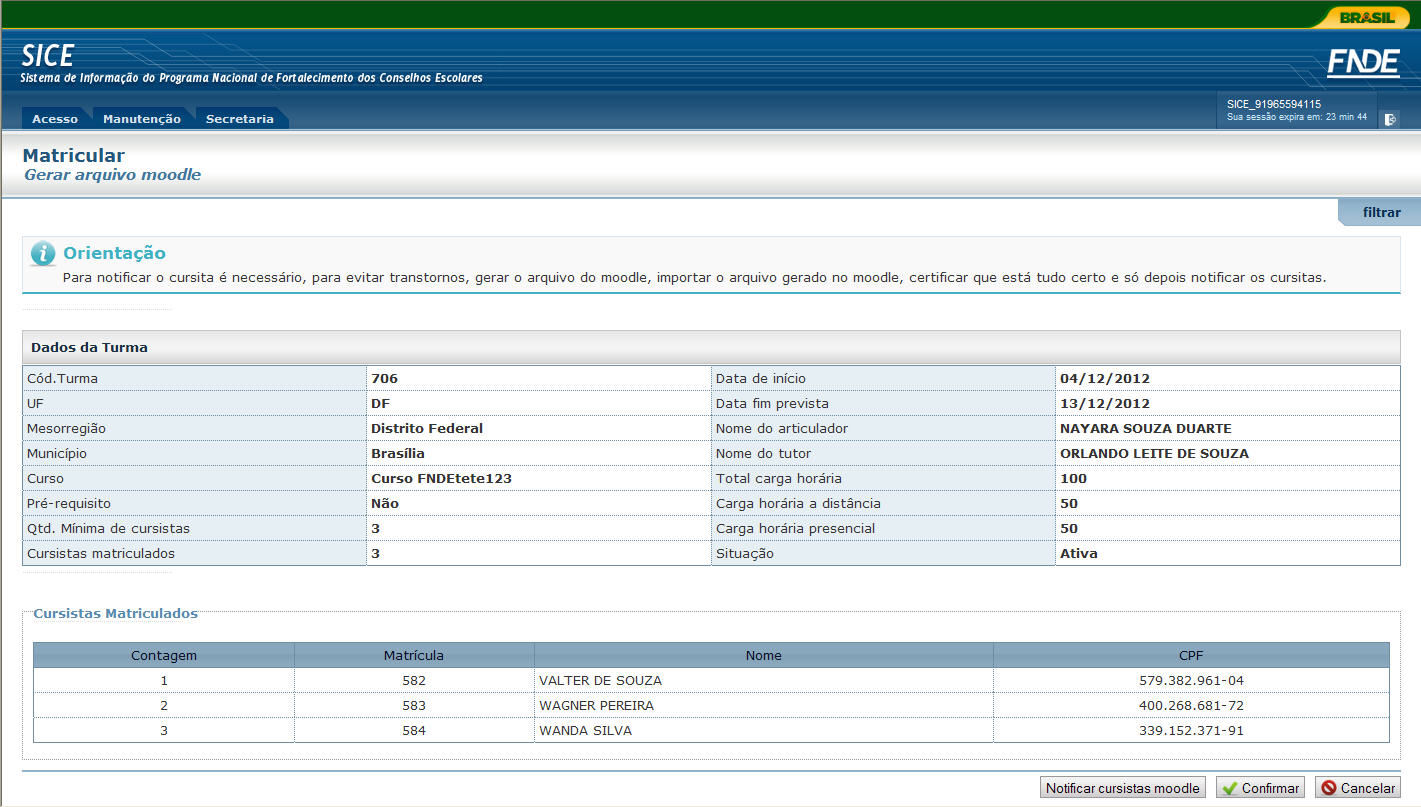 BRASIL
SICE
Sistema de Informação do Programa Nacional de Fortalecimento dos Conselhos Escolares
FNDE
Acesso Manutenção Secretaria
SICE_91965594115
Sua sessão expira em: 23 min 44
Matricular
Gerar arquivo moodle
filtrar
Orientação
Para notificar o cursita é necessário, para evitar transtornos, gerar o arquivo do moodle, importar o arquivo gerado no moodle, certificar que está tudo certo e só depois notificar os cursitas.
Dados da Turma
Cód.Turma 706 Data de início 04/12/2012
UF DF Data fim prevista 13/12/2012
Mesorregião Distrito Federal Nome do articulador NAYARA SOUZA DUARTE
Município Brasília Nome do tutor ORLANDO LEITE DE SOUZA
Curso Curso FNDEtete123 Total carga horária 100
Pré-requisito Não Carga horária a distância 50
Qtd. Mínima de cursistas 3 Carga horária presencial 50
Cursistas matriculados 3 Situação Ativa
Cursistas Matriculados
Contagem Matrícula Nome CPF
1 582 VALTER DE SOUZA 579.382.961-04
2 583 WAGNER PEREIRA 400.268.681-72
3 584 WANDA SILVA 339.152.371-91
Notificar cursistas moodle Confirmar Cancelar